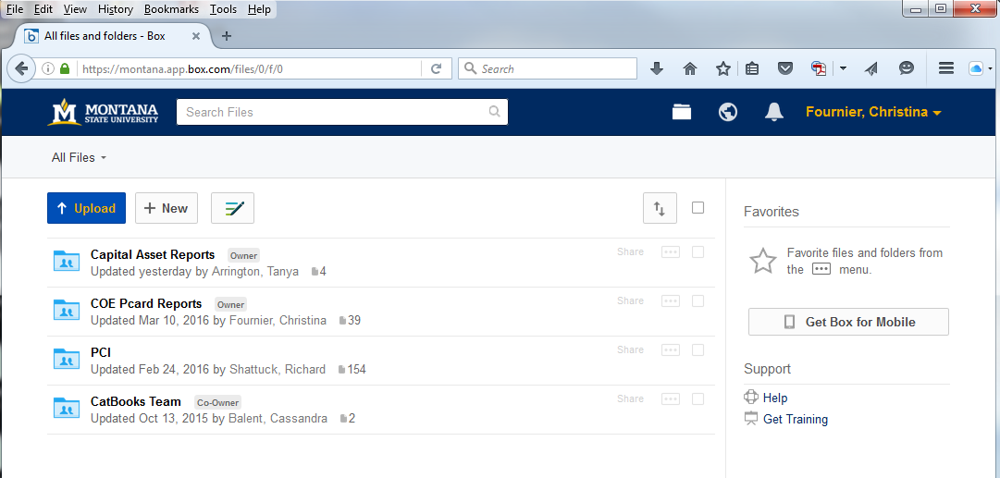 File Edit View History Bookmarks Tools Help
All files and folders - Box
https://montana.app.box.com/files/0/f/0
Search
MONTANA
STATE UNIVERSITY
Search Files
Fournier, Christina
All Files
Upload
New
Capital Asset Reports Owner
Share
Updated yesterday by Arrington, Tanya 4
COE Pcard Reports Owner
Share
Updated Mar 10, 2016 by Fournier, Christina 39
PCI
Share
Updated Feb 24, 2016 by Shattuck, Richard 154
CatBooks Team Co-Owner
Share
Updated Oct 13, 2015 by Balent, Cassandra 2
Favorites
Favorite files and folders from
the ... menu.
Get Box for Mobile
Support
Help
Get Training